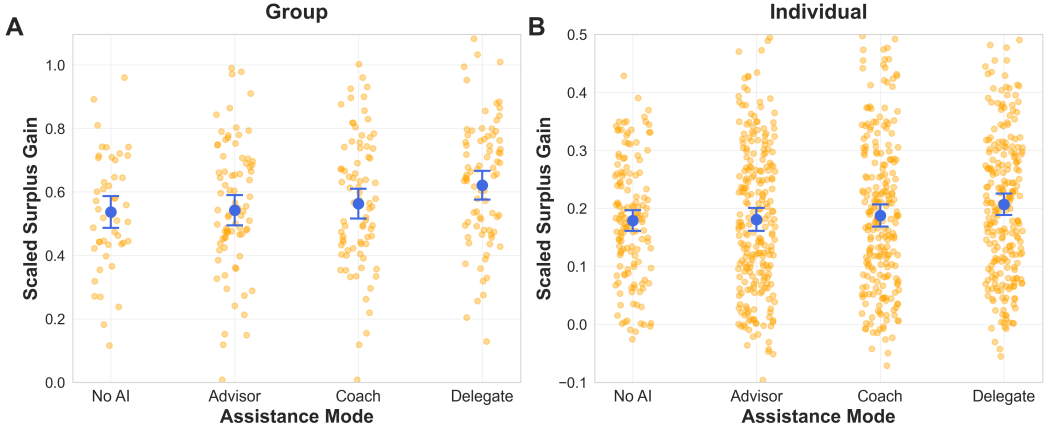 A
Group
Scaled Surplus Gain
1.0
0.8
0.6
0.4
0.2
0.0
No AI
Advisor
Coach
Delegate
Assistance Mode
B
Individual
Scaled Surplus Gain
0.5
0.4
0.3
0.2
0.1
0.0
−0.1
No AI
Advisor
Coach
Delegate
Assistance Mode